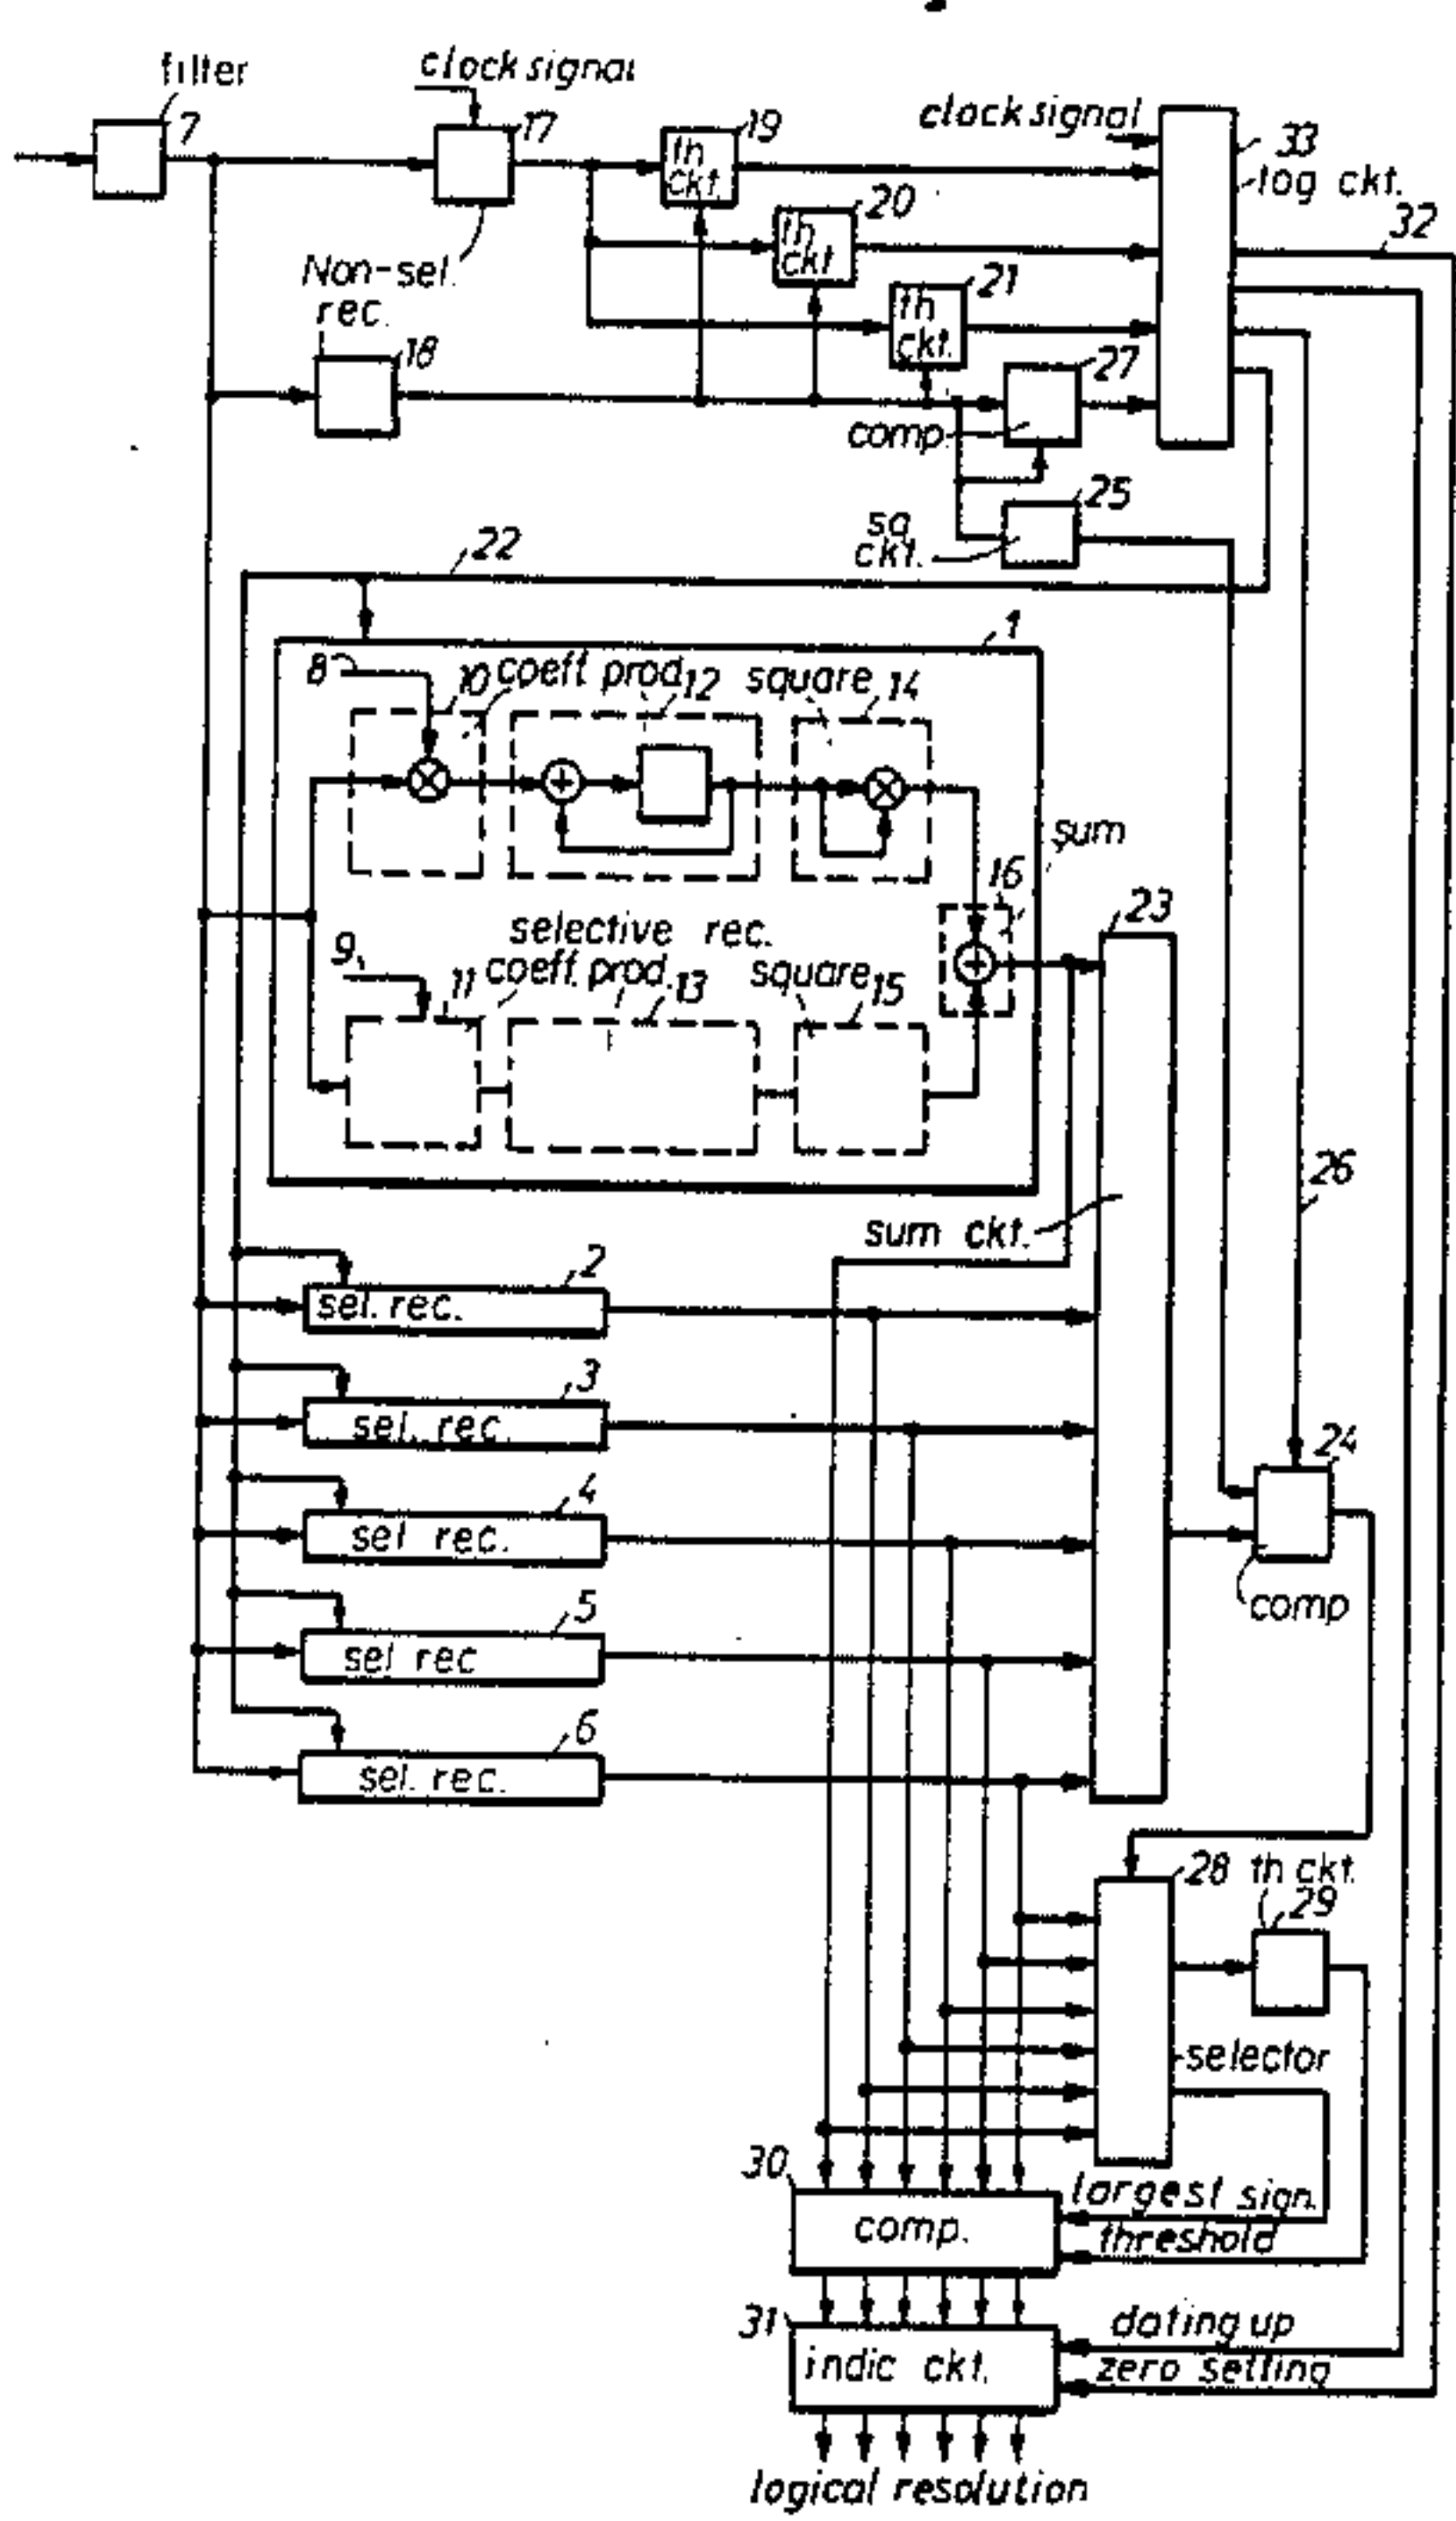 filter
clock signal
7
17
19
clock signal
33
th
ckt.
log ckt.
20
32
th
ckt
Non-sel.
rec.
21
th
ckt.
18
27
comp.
25
sq
ckt.
22
1
8
10
coeff prod.
12
square
14
sum
16
23
selective rec.
9
11
coeff. prod.
13
square
15
26
sum ckt.
2
sel. rec.
3
sel. rec.
24
4
sel rec.
comp
5
sel rec
6
sel. rec.
28
th ckt.
29
selector
30
largest sign.
comp.
threshold
31
dating up
indic ckt.
zero setting
logical resolution